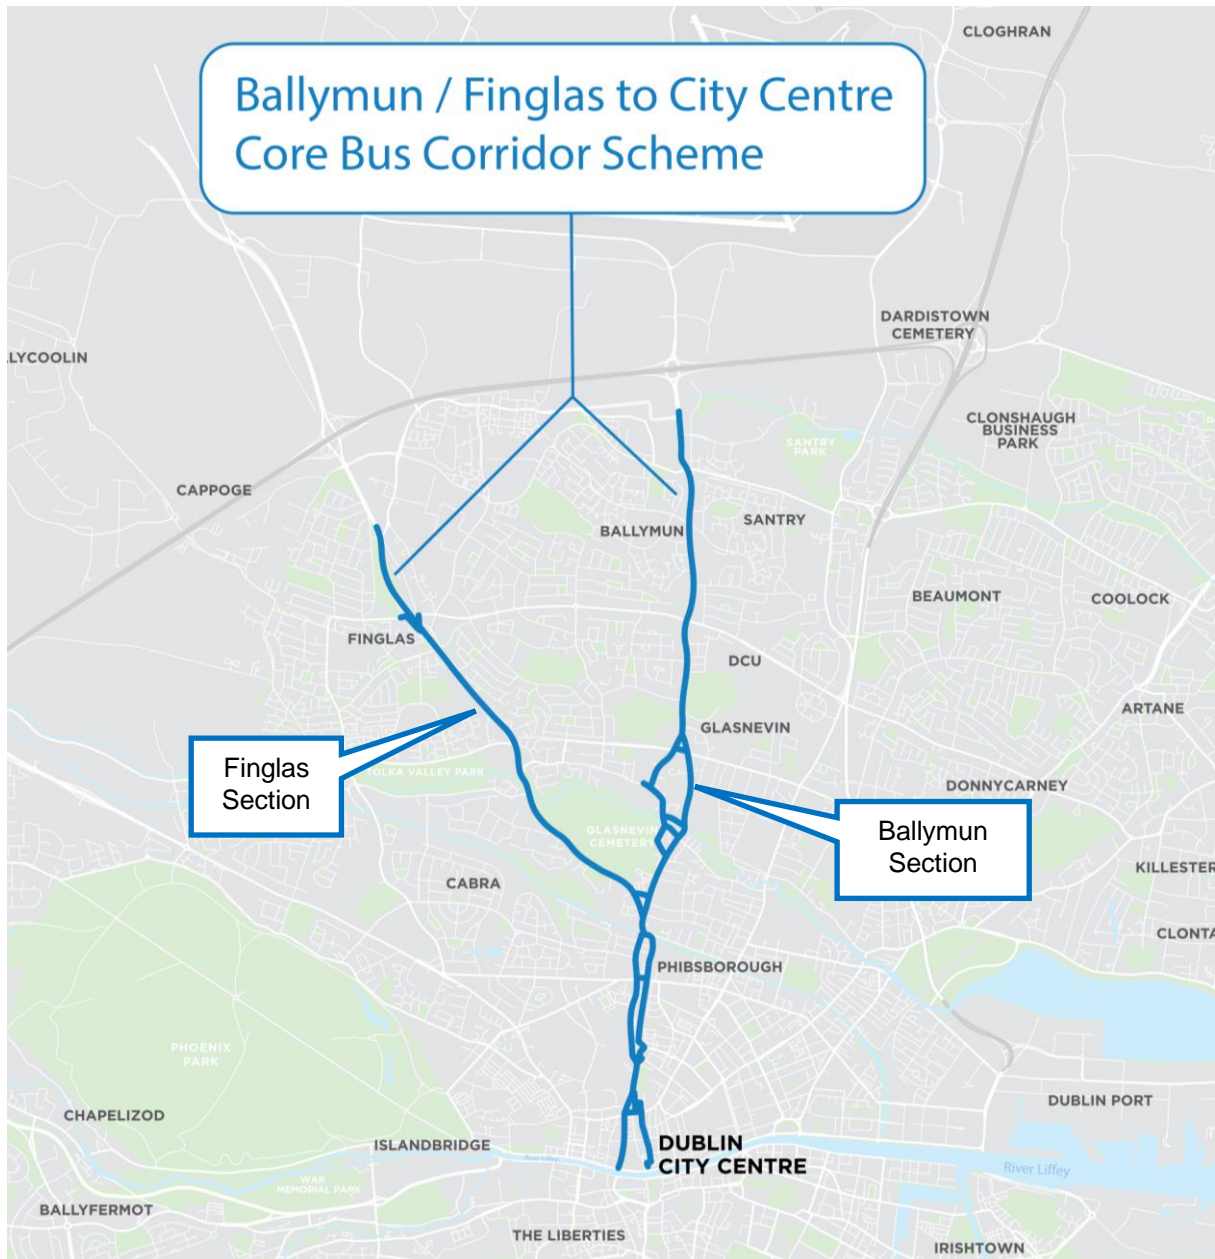 CLOGHRAN
Ballymun / Finglas to City Centre
Core Bus Corridor Scheme
DARDISTOWN
CEMETERY
LYCOOLIN
CLONSHAUGH
BUSINESS
PARK
SANTRY
PARK
CAPPOGE
SANTRY
BALLYMUN
BEAUMONT
COOLOCK
FINGLAS
DCU
ARTANE
GLASNEVIN
Finglas
Section
TOLKA VALLEY PARK
DONNYCARNEY
Ballymun
Section
GLASNEVIN
CEMETERY
KILLESTER
CABRA
CLONTA
PHIBSBOROUGH
PHOENIX
PARK
DUBLIN PORT
CHAPELIZOD
ISLANDBRIDGE
DUBLIN
CITY CENTRE
River Liffey
River Liffey
WAR
MEMORIAL PARK
BALLYFERMOT
THE LIBERTIES
IRISHTOWN